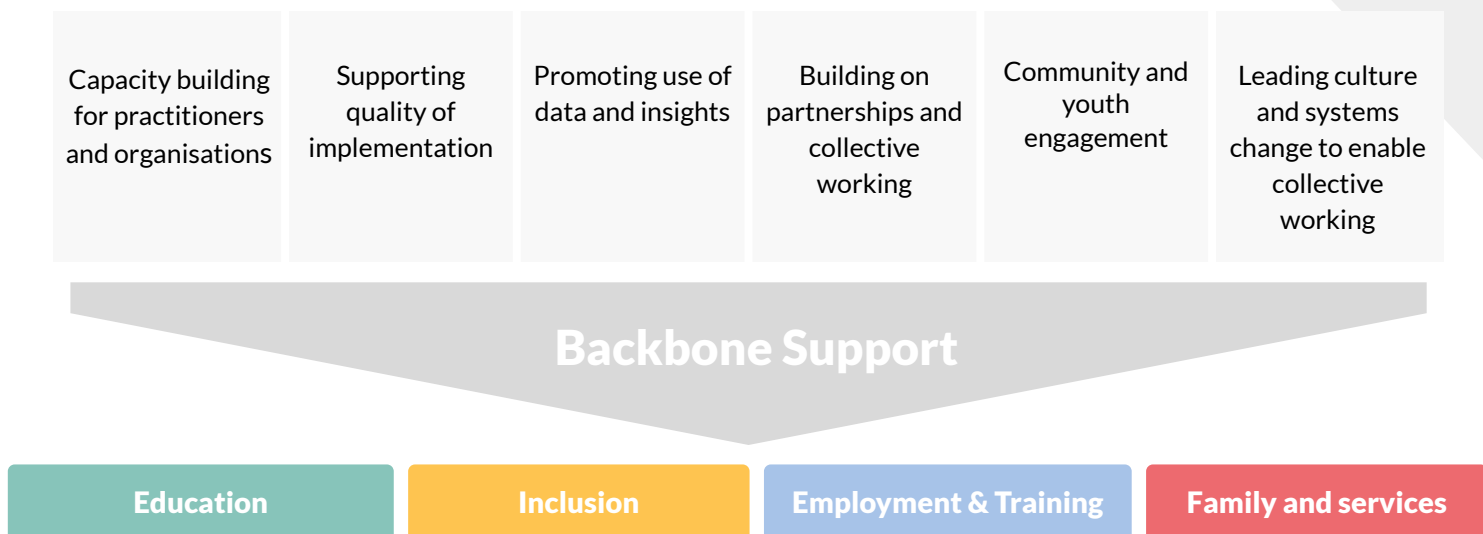 Capacity building
for practitioners
and organisations
Supporting
quality of
implementation
Promoting use of
data and insights
Building on
partnerships and
collective
working
Community and
youth
engagement
Leading culture
and systems
change to enable
collective
working
Backbone Support
Education
Inclusion
Employment & Training
Family and services